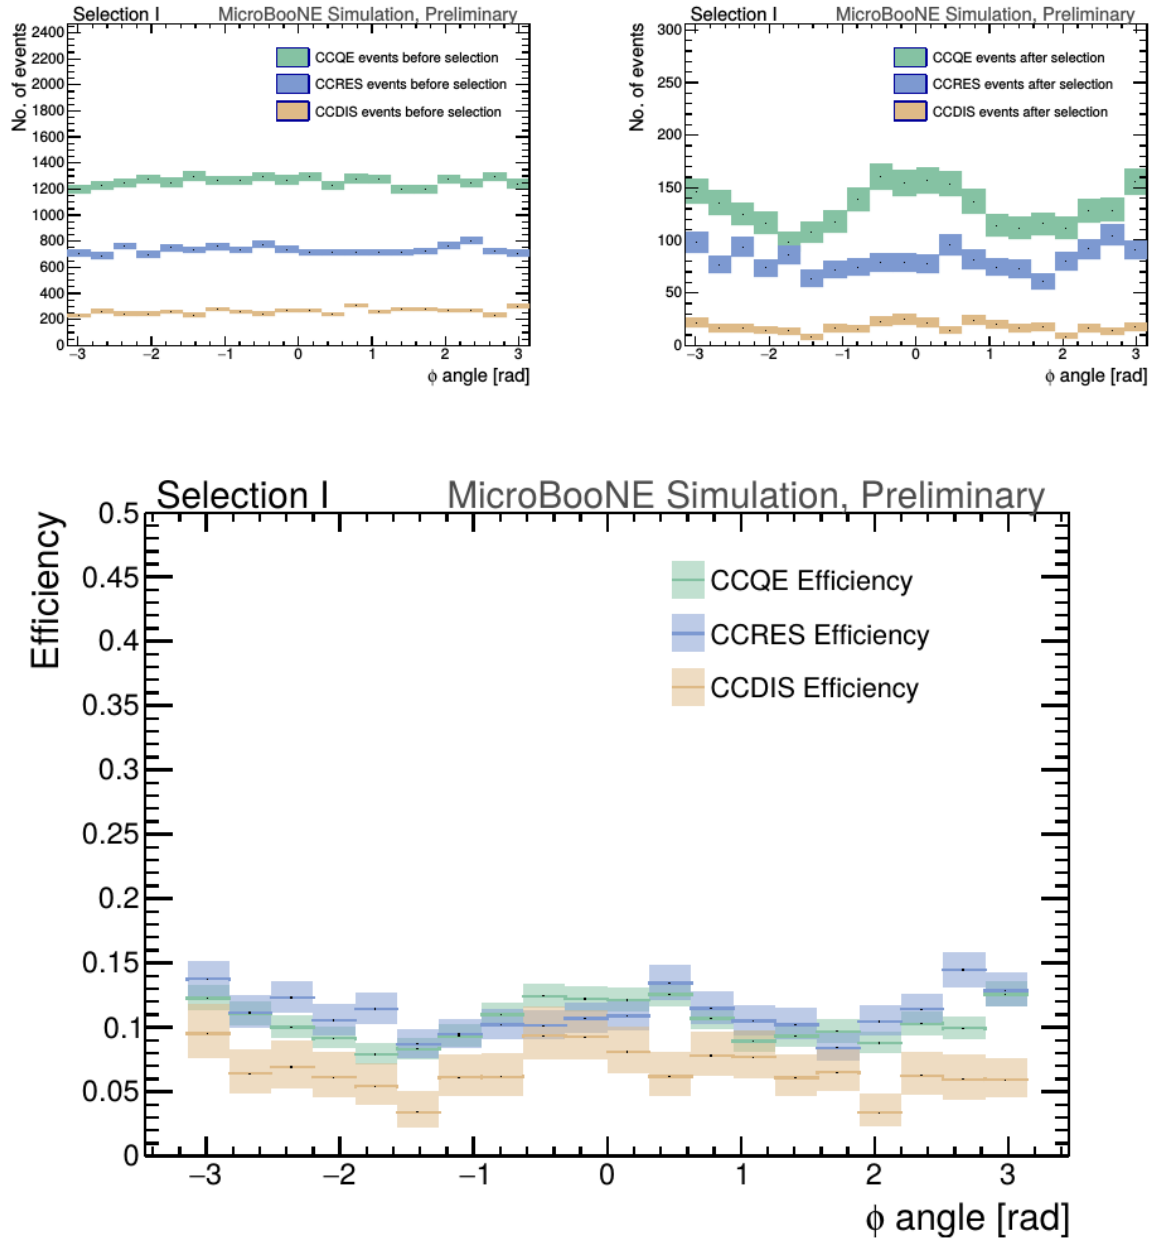 Selection I MicroBooNE Simulation, Preliminary
No. of events
2400
2200
2000
1800
1600
1400
1200
1000
800
600
400
200
0
CCQE events before selection
CCRES events before selection
CCDIS events before selection
−3 −2 −1 0 1 2 3
ϕ angle [rad]
Selection I MicroBooNE Simulation, Preliminary
No. of events
300
250
200
150
100
50
0
CCQE events after selection
CCRES events after selection
CCDIS events after selection
−3 −2 −1 0 1 2 3
ϕ angle [rad]
Selection I MicroBooNE Simulation, Preliminary
Efficiency
0.5
0.45
0.4
0.35
0.3
0.25
0.2
0.15
0.1
0.05
0
CCQE Efficiency
CCRES Efficiency
CCDIS Efficiency
−3 −2 −1 0 1 2 3
ϕ angle [rad]